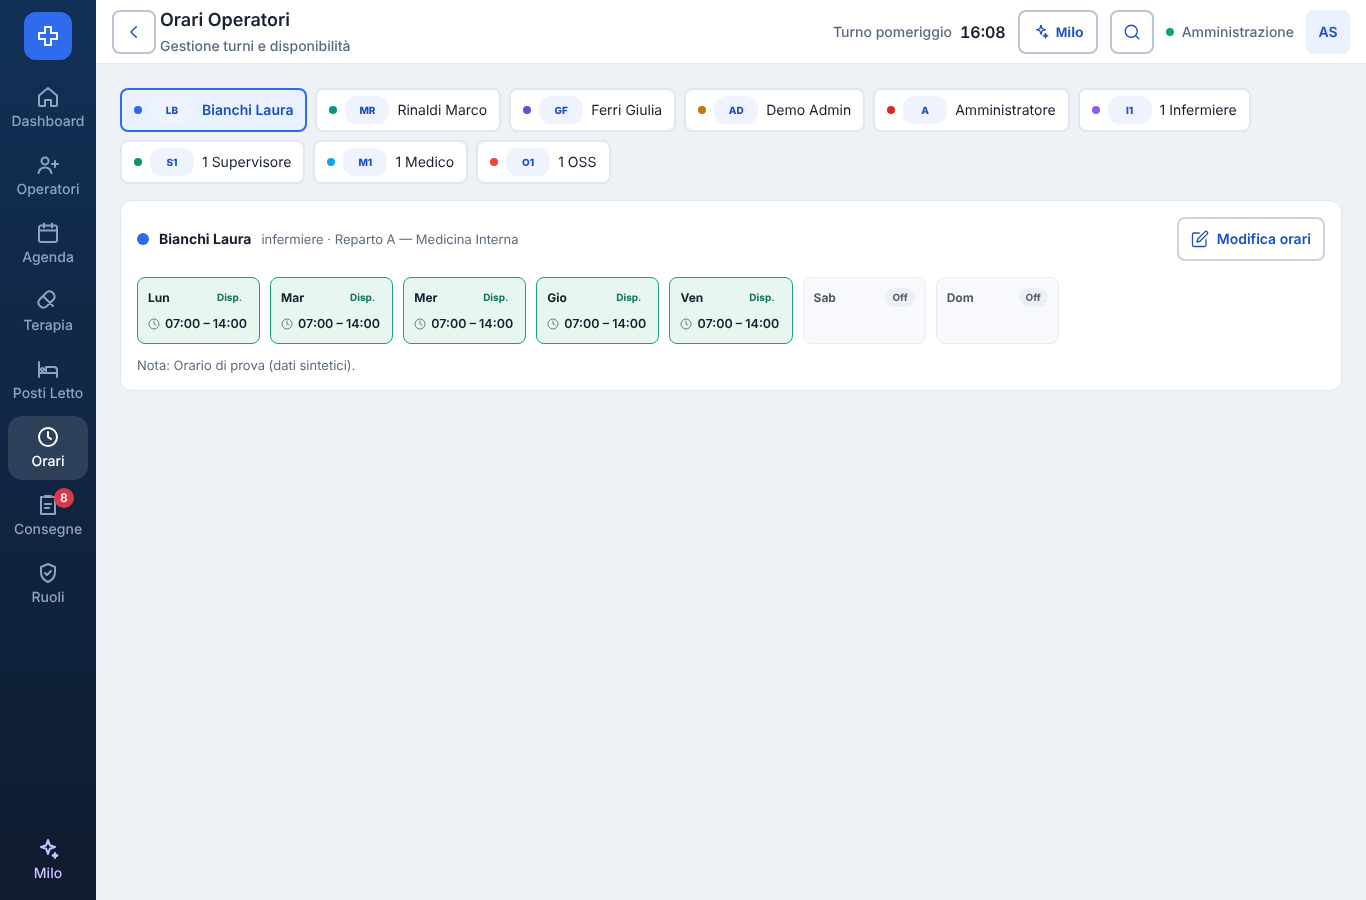 Orari Operatori
Gestione turni e disponibilità
Turno pomeriggio 16:08
Milo
Amministrazione
AS
Dashboard
Operatori
Agenda
Terapia
Posti Letto
Orari
Consegne 8
Ruoli
Milo
LB Bianchi Laura
MR Rinaldi Marco
GF Ferri Giulia
AD Demo Admin
A Amministratore
I1 1 Infermiere
S1 1 Supervisore
M1 1 Medico
O1 1 OSS
Bianchi Laura infermiere · Reparto A — Medicina Interna
Modifica orari
Lun Disp.
07:00 – 14:00
Mar Disp.
07:00 – 14:00
Mer Disp.
07:00 – 14:00
Gio Disp.
07:00 – 14:00
Ven Disp.
07:00 – 14:00
Sab Off
Dom Off
Nota: Orario di prova (dati sintetici).